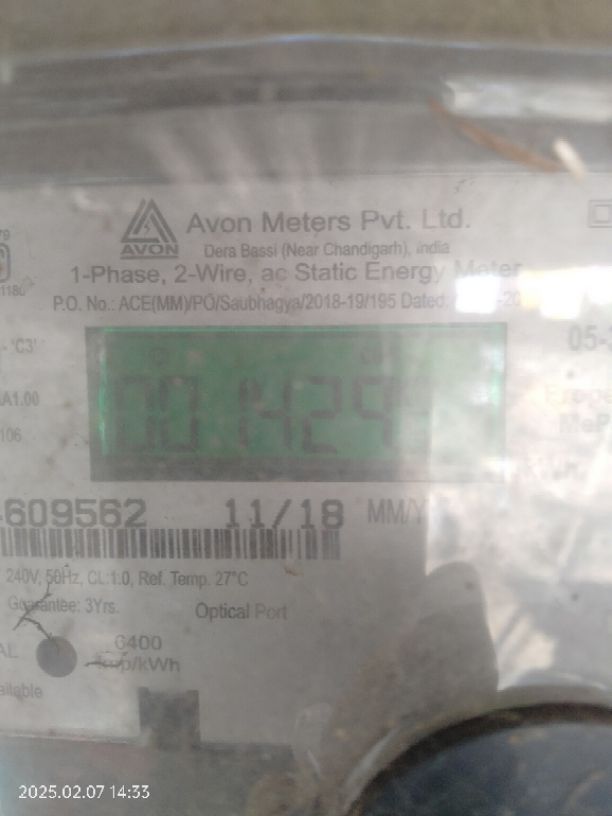 Avon Meters Pvt. Ltd.
AVON
Dera Bassi (Near Chandigarh), India
1-Phase, 2-Wire, ac Static Energy Meter
P.O. No.: ACE(MM)/PO/Saubhagya/2018-19/195 Dated
'C3'
05-
A1.00
106
001429
609562 11/18 MM/Y
240V, 50Hz, CL:1.0, Ref. Temp. 27°C
Guarantee: 3Yrs.
Optical Port
6400
imp/kWh
2025.02.07 14:33